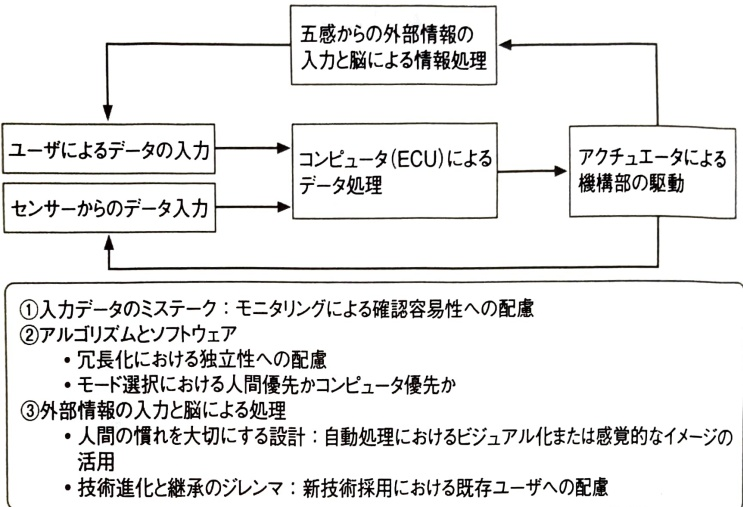 五感からの外部情報の
入力と脳による情報処理
ユーザによるデータの入力
センサーからのデータ入力
コンピュータ(ECU)による
データ処理
アクチュエータによる
機構部の駆動
①入力データのミステーク：モニタリングによる確認容易性への配慮
②アルゴリズムとソフトウェア
・冗長化における独立性への配慮
・モード選択における人間優先かコンピュータ優先か
③外部情報の入力と脳による処理
・人間の慣れを大切にする設計：自動処理におけるビジュアル化または感覚的なイメージの
活用
・技術進化と継承のジレンマ：新技術採用における既存ユーザへの配慮